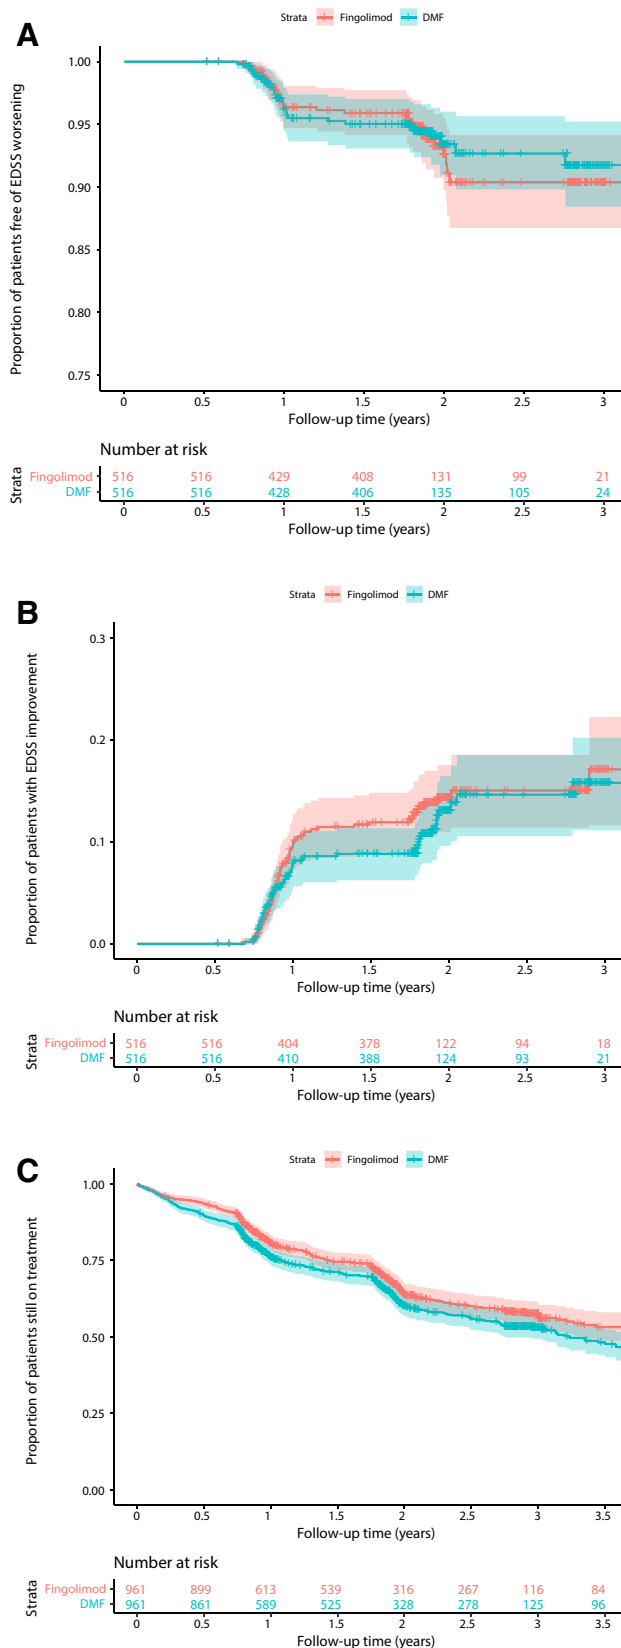 Strata Fingolimod DMF
A
Proportion of patients free of EDSS worsening
1.00
0.95
0.90
0.85
0.80
0.75
0 0.5 1 1.5 2 2.5 3
Follow-up time (years)
Number at risk
Strata
Fingolimod 516 516 429 408 131 99 21
DMF 516 516 428 406 135 105 24
0 0.5 1 1.5 2 2.5 3
Follow-up time (years)
Strata Fingolimod DMF
B
Proportion of patients with EDSS improvement
0.3
0.2
0.1
0.0
0 0.5 1 1.5 2 2.5 3
Follow-up time (years)
Number at risk
Strata
Fingolimod 516 516 404 378 122 94 18
DMF 516 516 410 388 124 93 21
0 0.5 1 1.5 2 2.5 3
Follow-up time (years)
Strata Fingolimod DMF
C
Proportion of patients still on treatment
1.00
0.75
0.50
0.25
0.00
0 0.5 1 1.5 2 2.5 3 3.5
Follow-up time (years)
Number at risk
Strata
Fingolimod 961 899 613 539 316 267 116 84
DMF 961 861 589 525 328 278 125 96
0 0.5 1 1.5 2 2.5 3 3.5
Follow-up time (years)